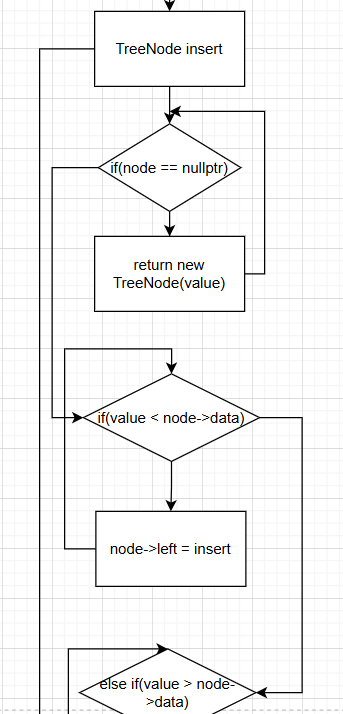 TreeNode insert
if(node == nullptr)
return new
TreeNode(value)
if(value < node->data)
node->left = insert
else if(value > node-
>data)